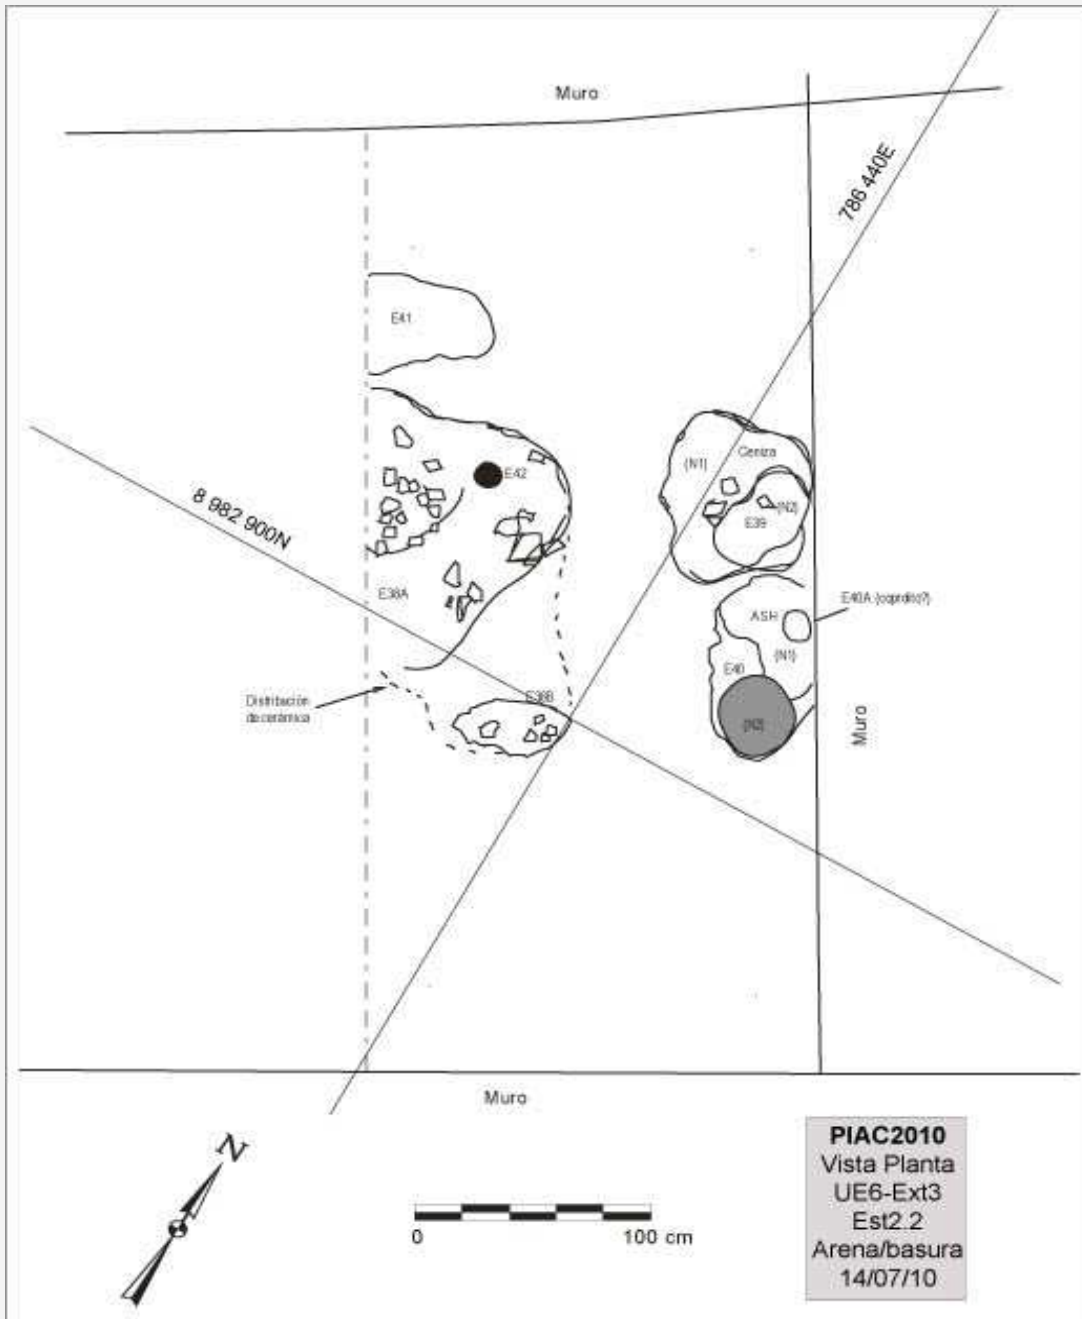 Muro
786 440E
E41
(N1)
Ceniza
E42
(N2)
E39
8 982 900N
E38A
E40A (coprolito?)
ASH
(N1)
E40
E38B
Distribución
de cerámica
(N2)
Muro
Muro
N
0 100 cm
PIAC2010
Vista Planta
UE6-Ext3
Est2.2
Arena/basura
14/07/10